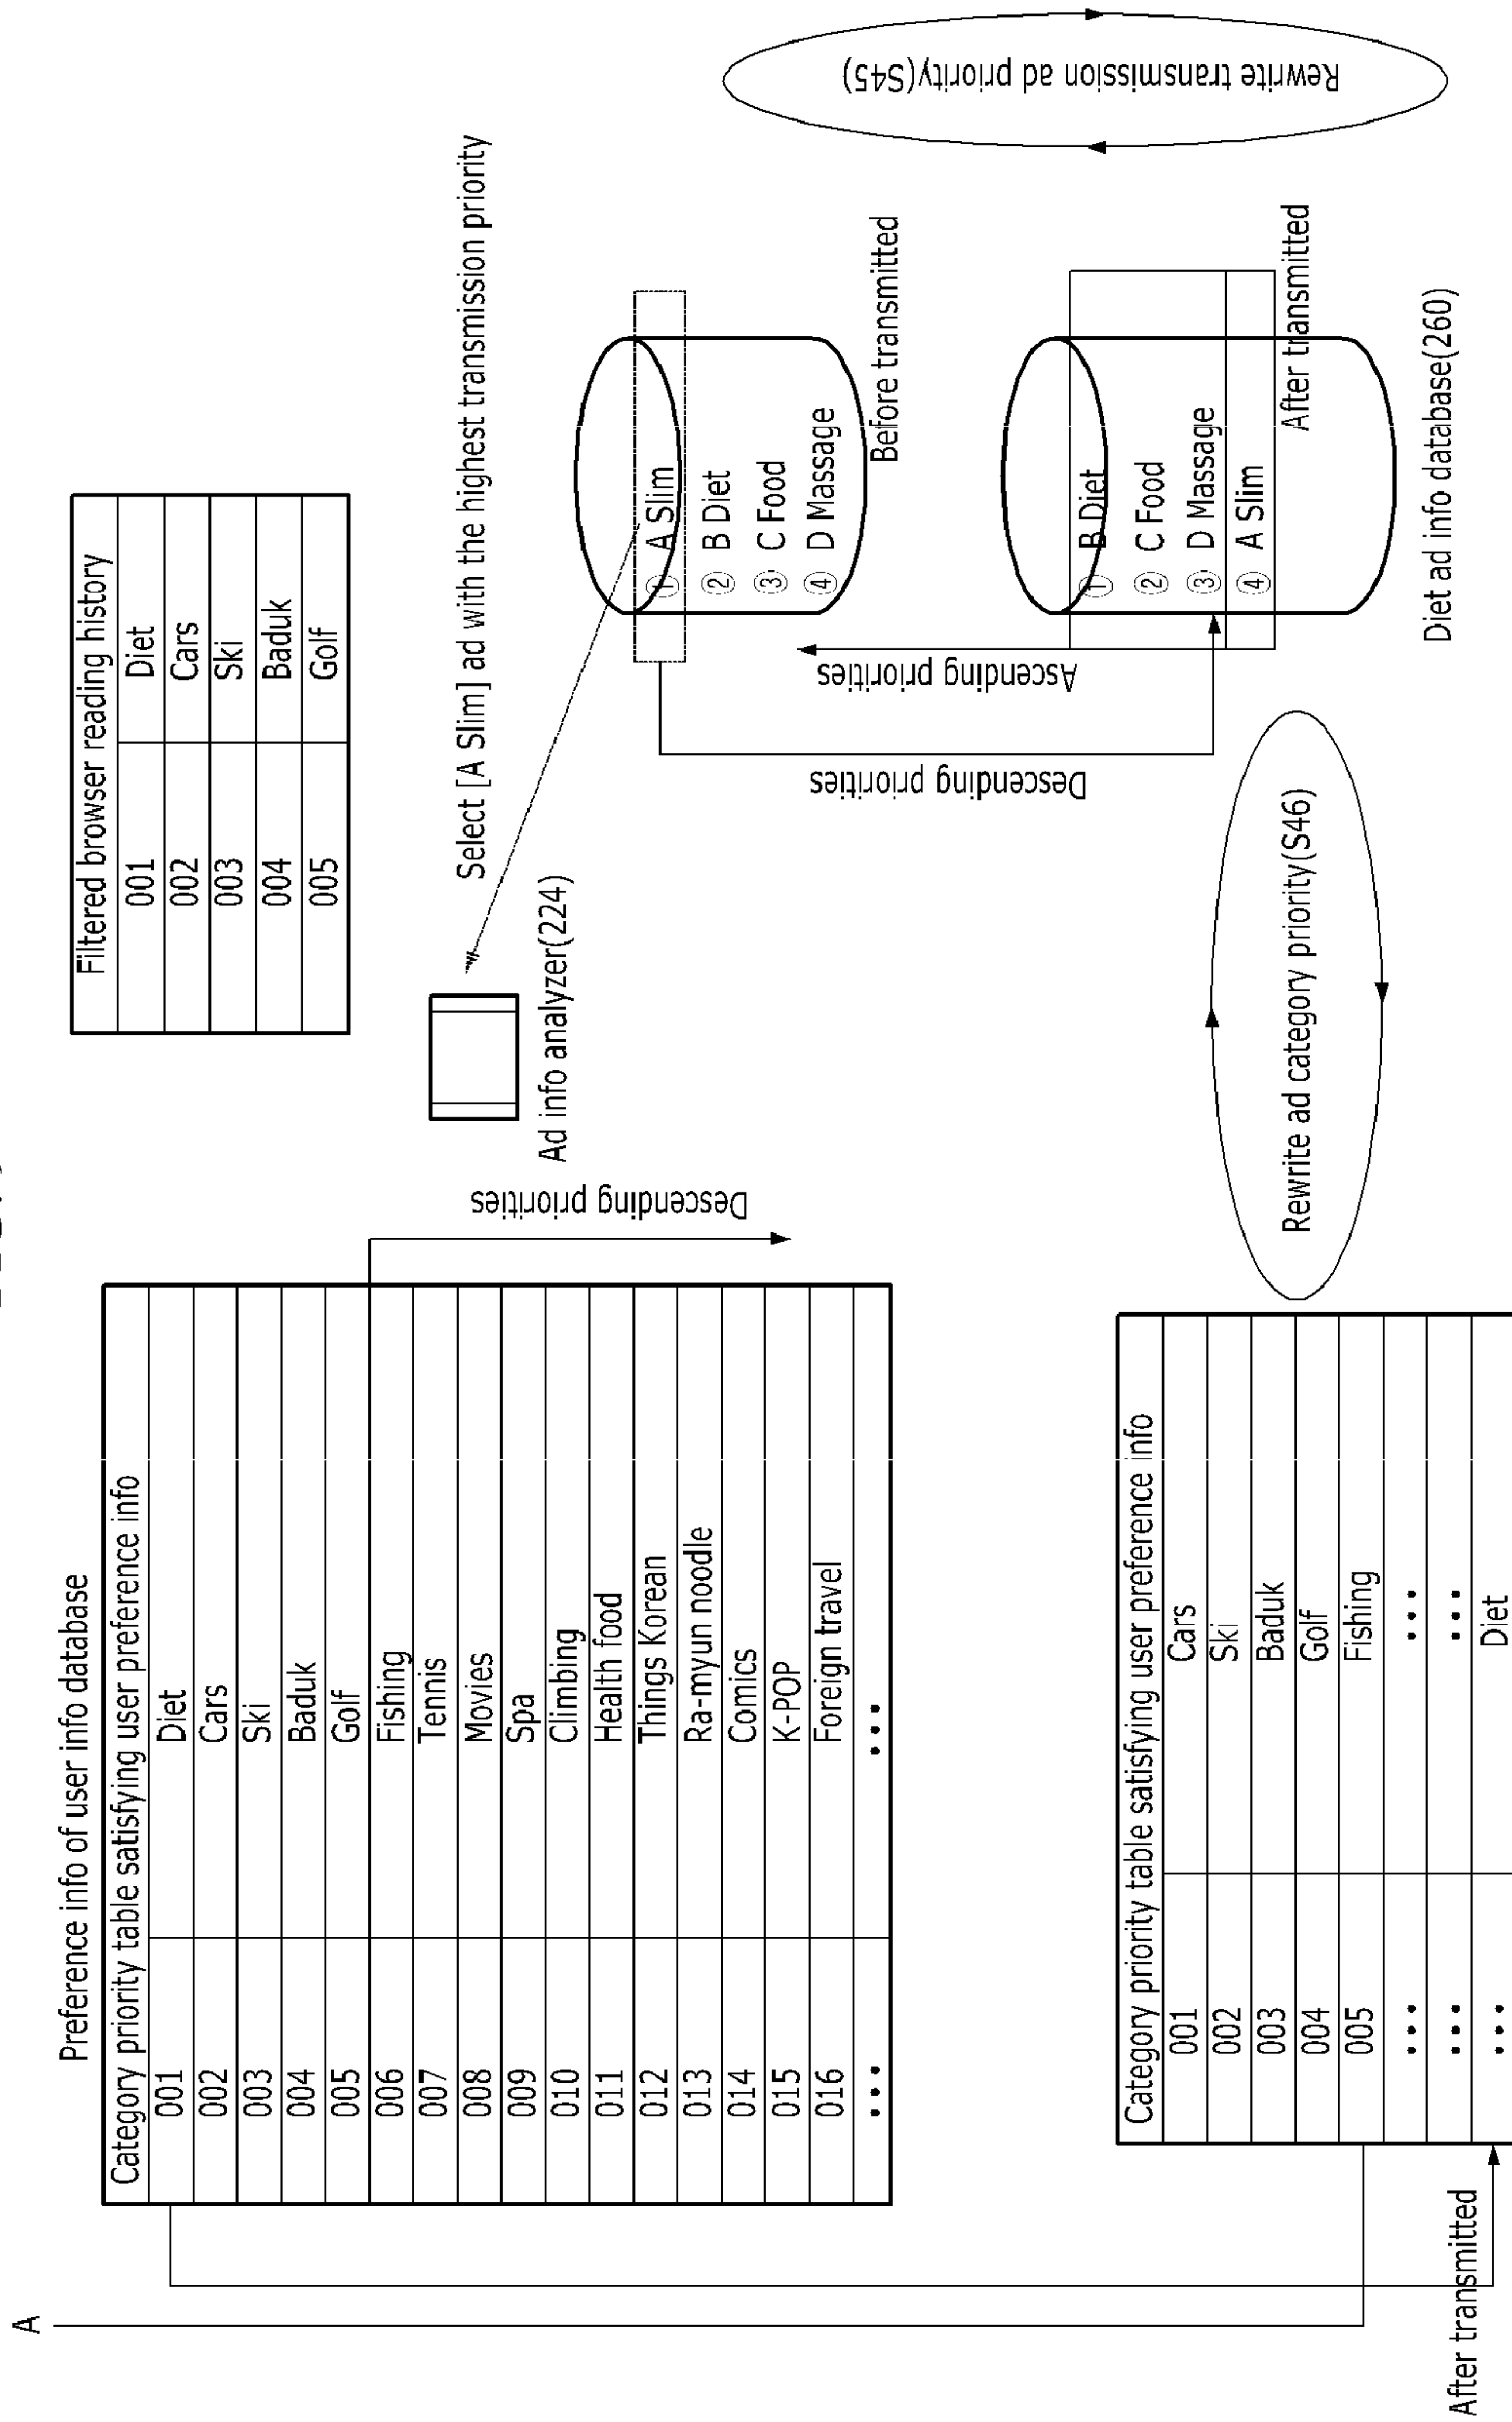 A
Preference info of user info database
Category priority table satisfying user preference info
001 Diet
002 Cars
003 Ski
004 Baduk
005 Golf
006 Fishing
007 Tennis
008 Movies
009 Spa
010 Climbing
011 Health food
012 Things Korean
013 Ra-myun noodle
014 Comics
015 K-POP
016 Foreign travel
••• •••
Descending priorities
Filtered browser reading history
001 Diet
002 Cars
003 Ski
004 Baduk
005 Golf
Ad info analyzer(224)
Select [A Slim] ad with the highest transmission priority
① A Slim
② B Diet
③ C Food
④ D Massage
Before transmitted
Descending priorities
Ascending priorities
① B Diet
② C Food
③ D Massage
④ A Slim
After transmitted
Diet ad info database(260)
Rewrite transmission ad priority(S45)
Category priority table satisfying user preference info
001 Cars
002 Ski
003 Baduk
004 Golf
005 Fishing
••• •••
••• •••
••• Diet
After transmitted
Rewrite ad category priority(S46)